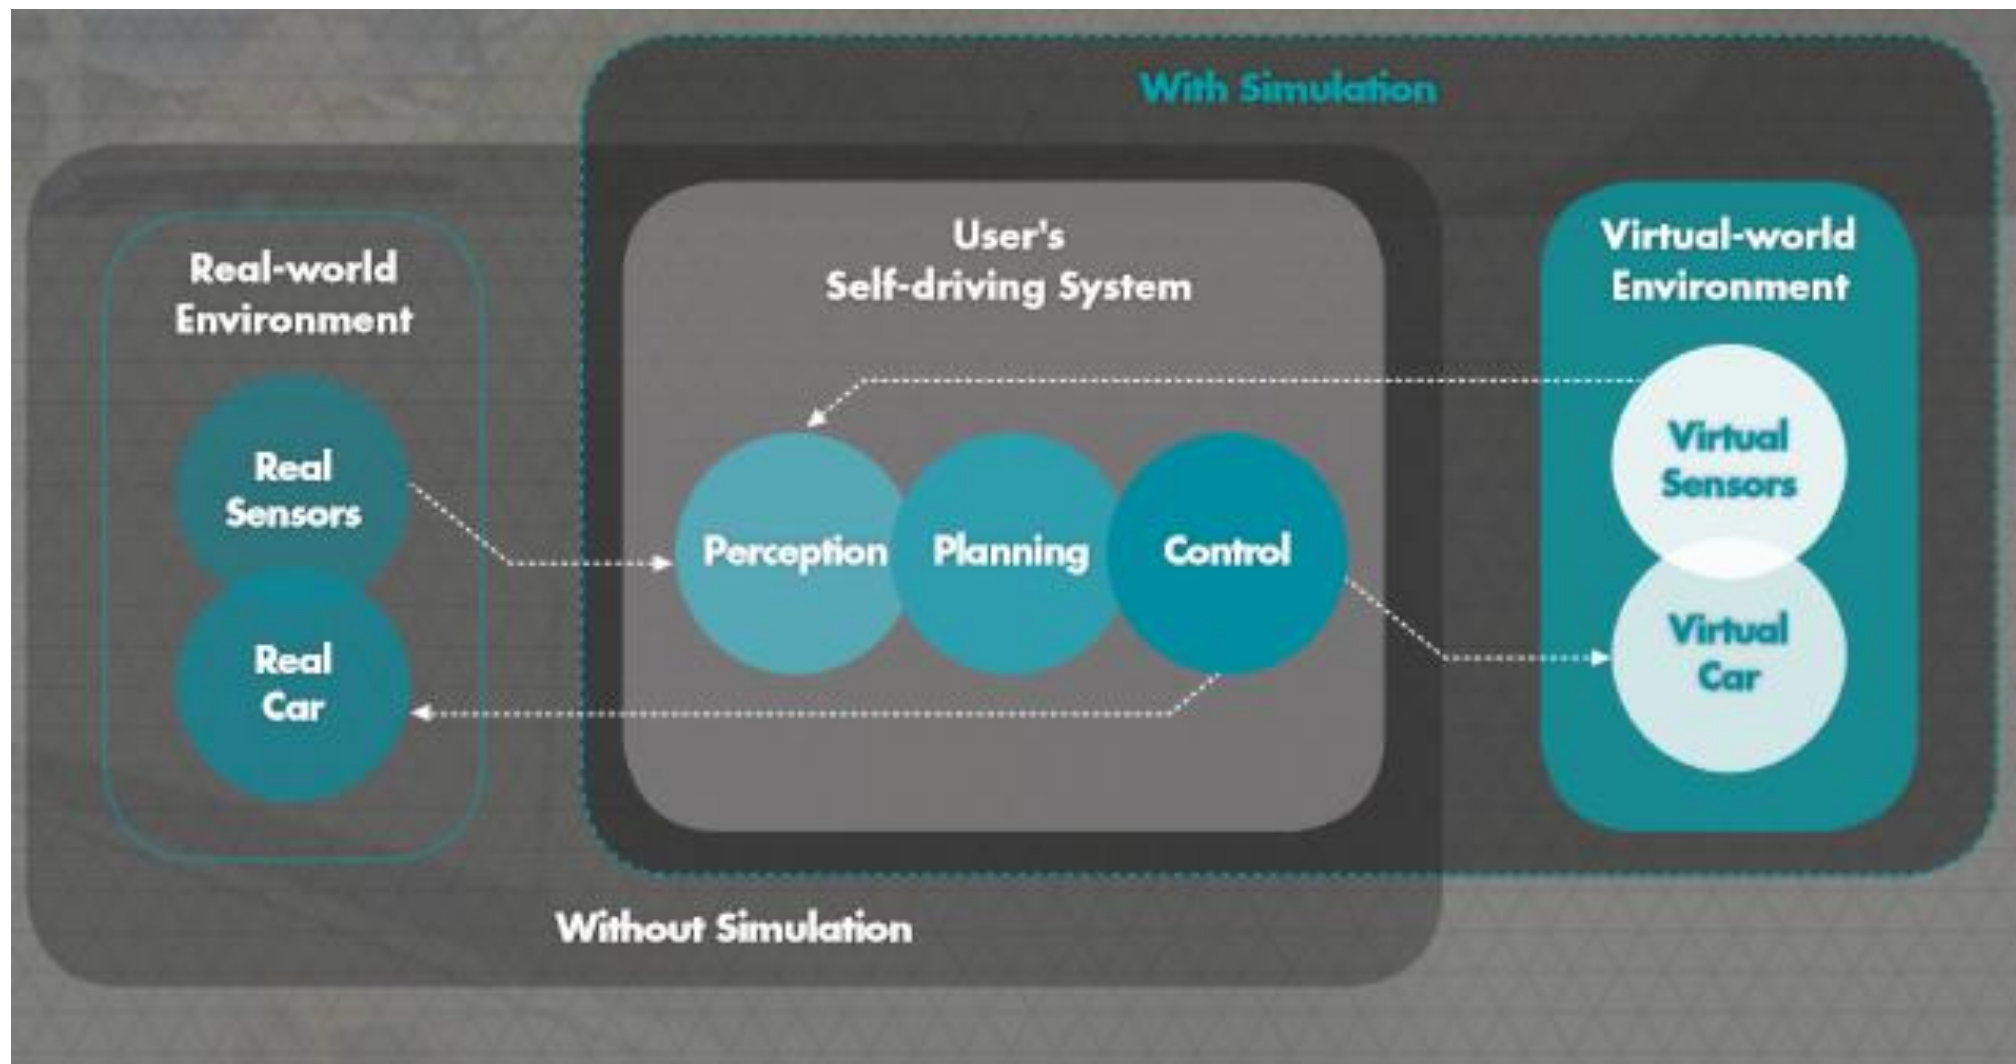 With Simulation
Real-world
Environment
Real
Sensors
Real
Car
User's
Self-driving System
Perception
Planning
Control
Virtual-world
Environment
Virtual
Sensors
Virtual
Car
Without Simulation